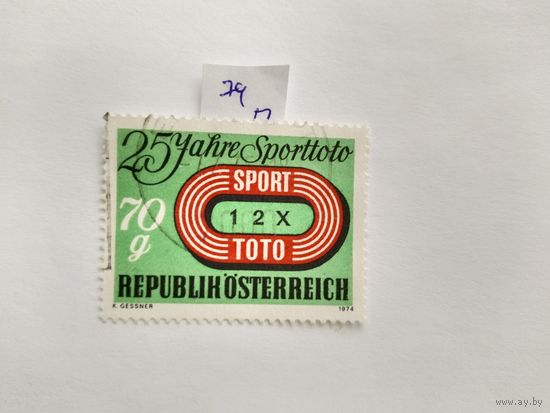 79
25 Jahre Sporttoto
SPORT
70
g
1 2 X
TOTO
REPUBLIK ÖSTERREICH
K. GESSNER
1974
www.ay.by